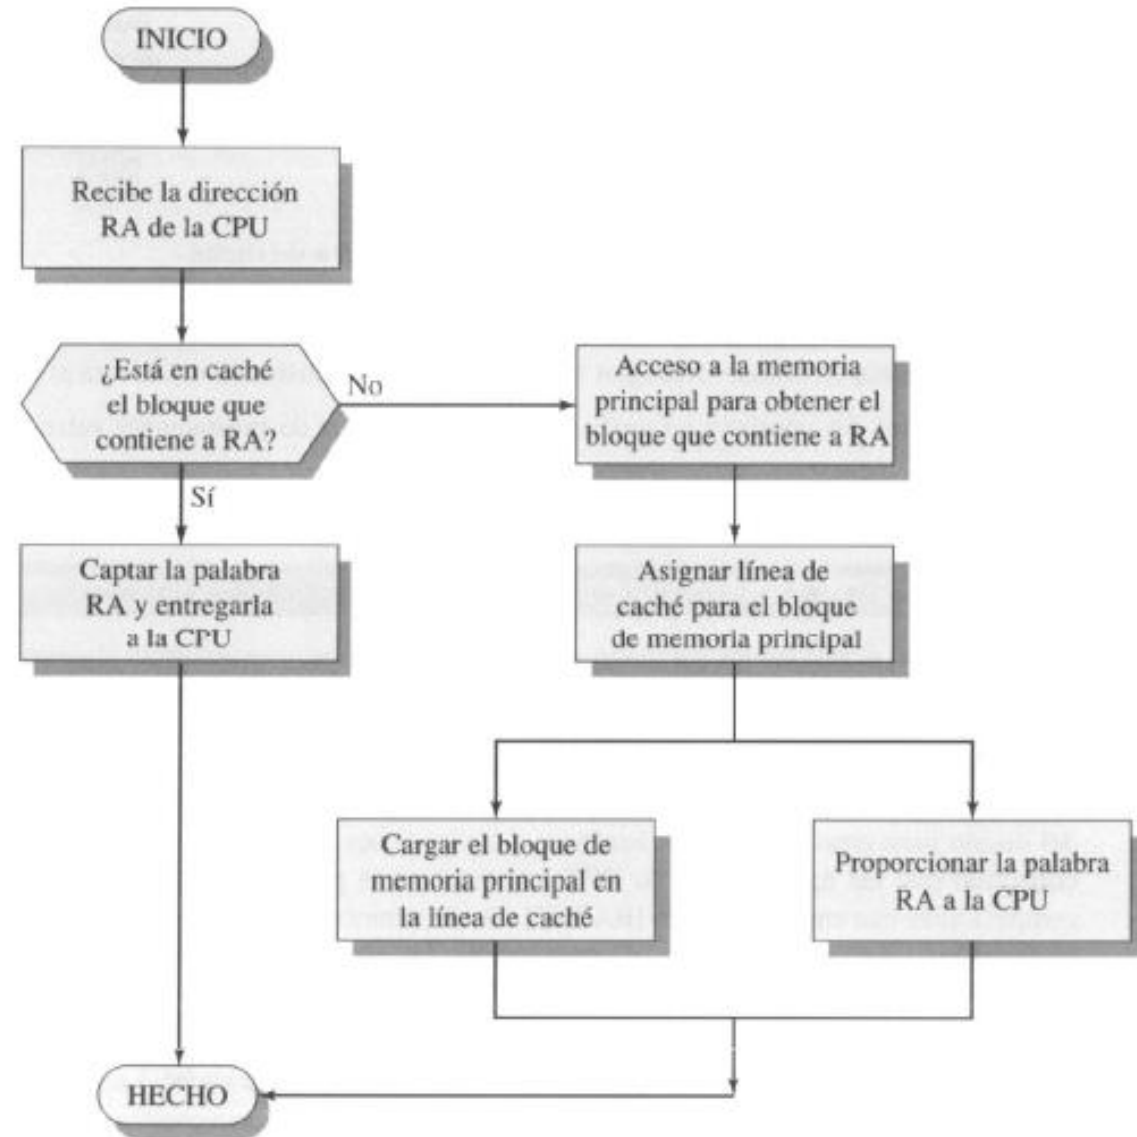 INICIO
Recibe la dirección
RA de la CPU
¿Está en caché
el bloque que
contiene a RA?
No
Sí
Acceso a la memoria
principal para obtener el
bloque que contiene a RA
Captar la palabra
RA y entregarla
a la CPU
Asignar línea de
caché para el bloque
de memoria principal
Cargar el bloque de
memoria principal en
la línea de caché
Proporcionar la palabra
RA a la CPU
HECHO